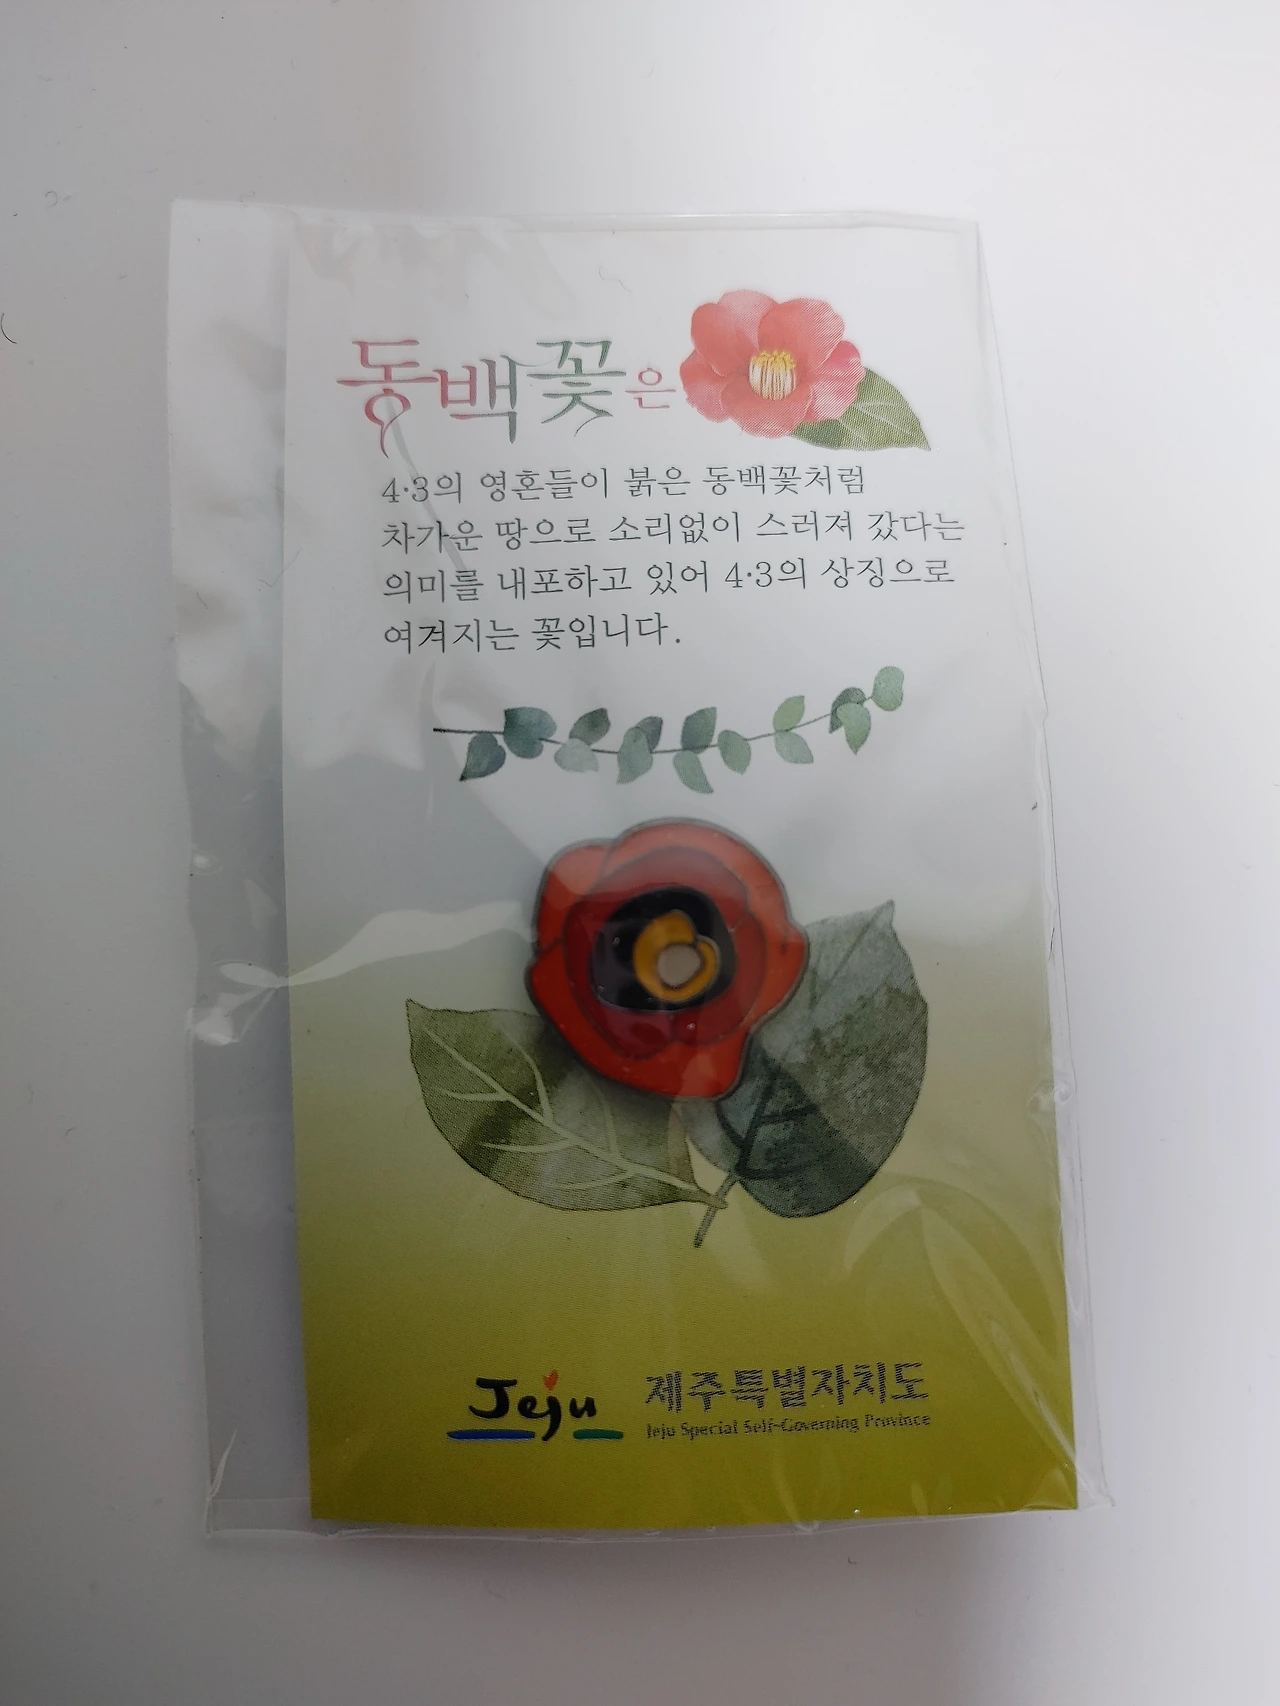 동백꽃은
4·3의 영혼들이 붉은 동백꽃처럼
차가운 땅으로 소리없이 스러져 갔다는
의미를 내포하고 있어 4·3의 상징으로
여겨지는 꽃입니다.
Jeju 제주특별자치도
Jeju Special Self-Governing Province